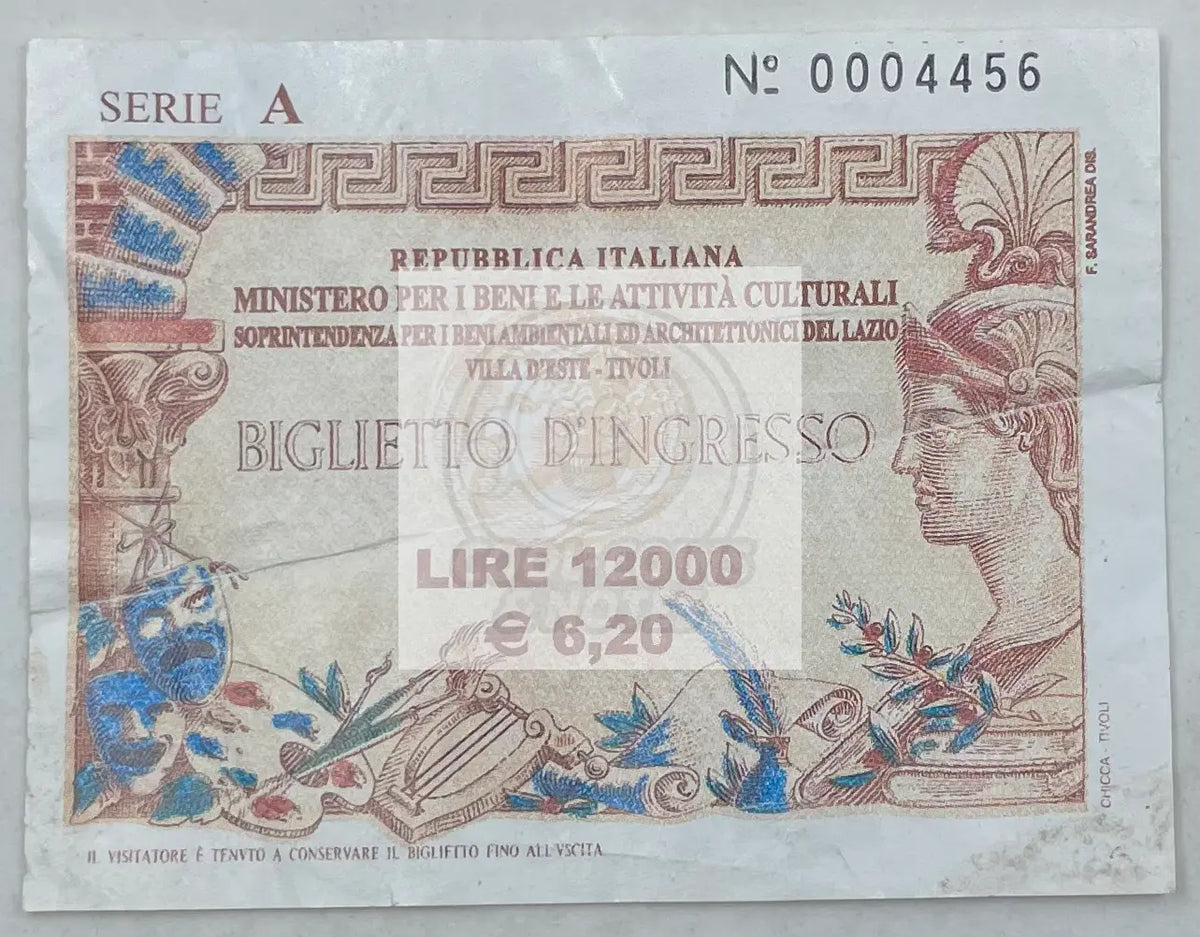 SERIE A
Nº 0004456
REPUBBLICA ITALIANA
MINISTERO PER I BENI E LE ATTIVITÀ CULTURALI
SOPRINTENDENZA PER I BENI AMBIENTALI ED ARCHITETTONICI DEL LAZIO
VILLA D'ESTE - TIVOLI
BIGLIETTO D'INGRESSO
LIRE 12000
€ 6,20
F. SARANDREA DIS.
CHICCA - TIVOLI
IL VISITATORE È TENVTO A CONSERVARE IL BIGLIETTO FINO ALL'VSCITA